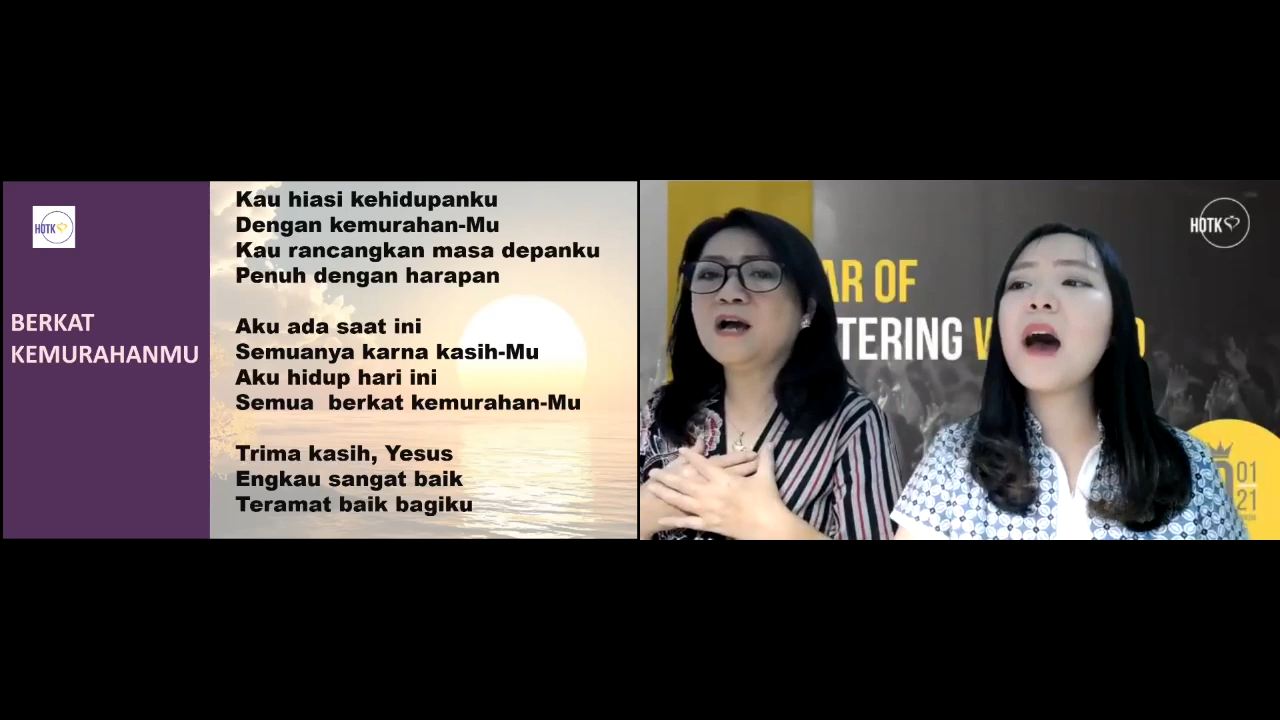 HQTK
BERKAT
KEMURAHANMU
Kau hiasi kehidupanku
Dengan kemurahan-Mu
Kau rancangkan masa depanku
Penuh dengan harapan
Aku ada saat ini
Semuanya karna kasih-Mu
Aku hidup hari ini
Semua  berkat kemurahan-Mu
Trima kasih, Yesus
Engkau sangat baik
Teramat baik bagiku
HQTK
AR OF
TERING
01
21